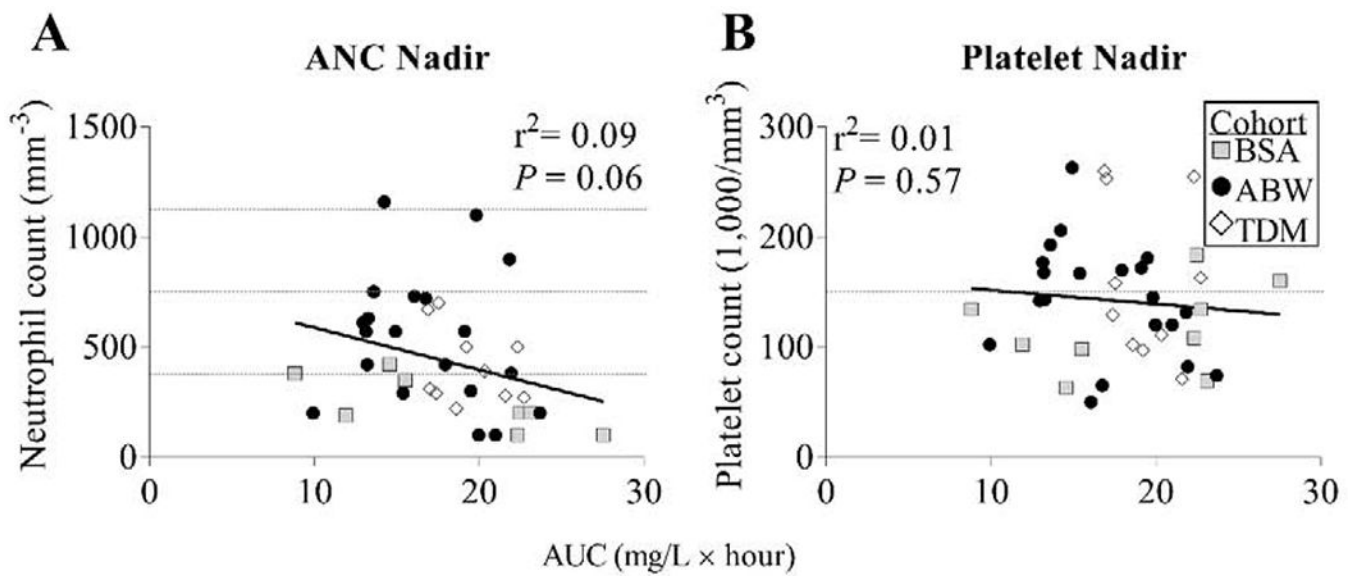 A
ANC Nadir
Neutrophil count (mm⁻³)
1500
1000
500
0
r²= 0.09
P = 0.06
0
10
20
30
B
Platelet Nadir
Platelet count (1,000/mm³)
300
200
100
0
r²= 0.01
P = 0.57
Cohort
BSA
ABW
TDM
0
10
20
30
AUC (mg/L × hour)